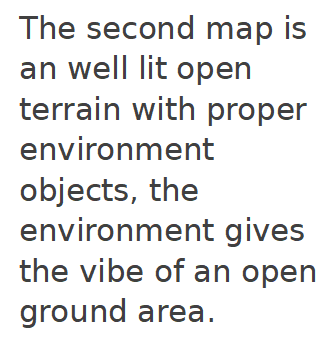 The second map is
an well lit open
terrain with proper
environment
objects, the
environment gives
the vibe of an open
ground area.